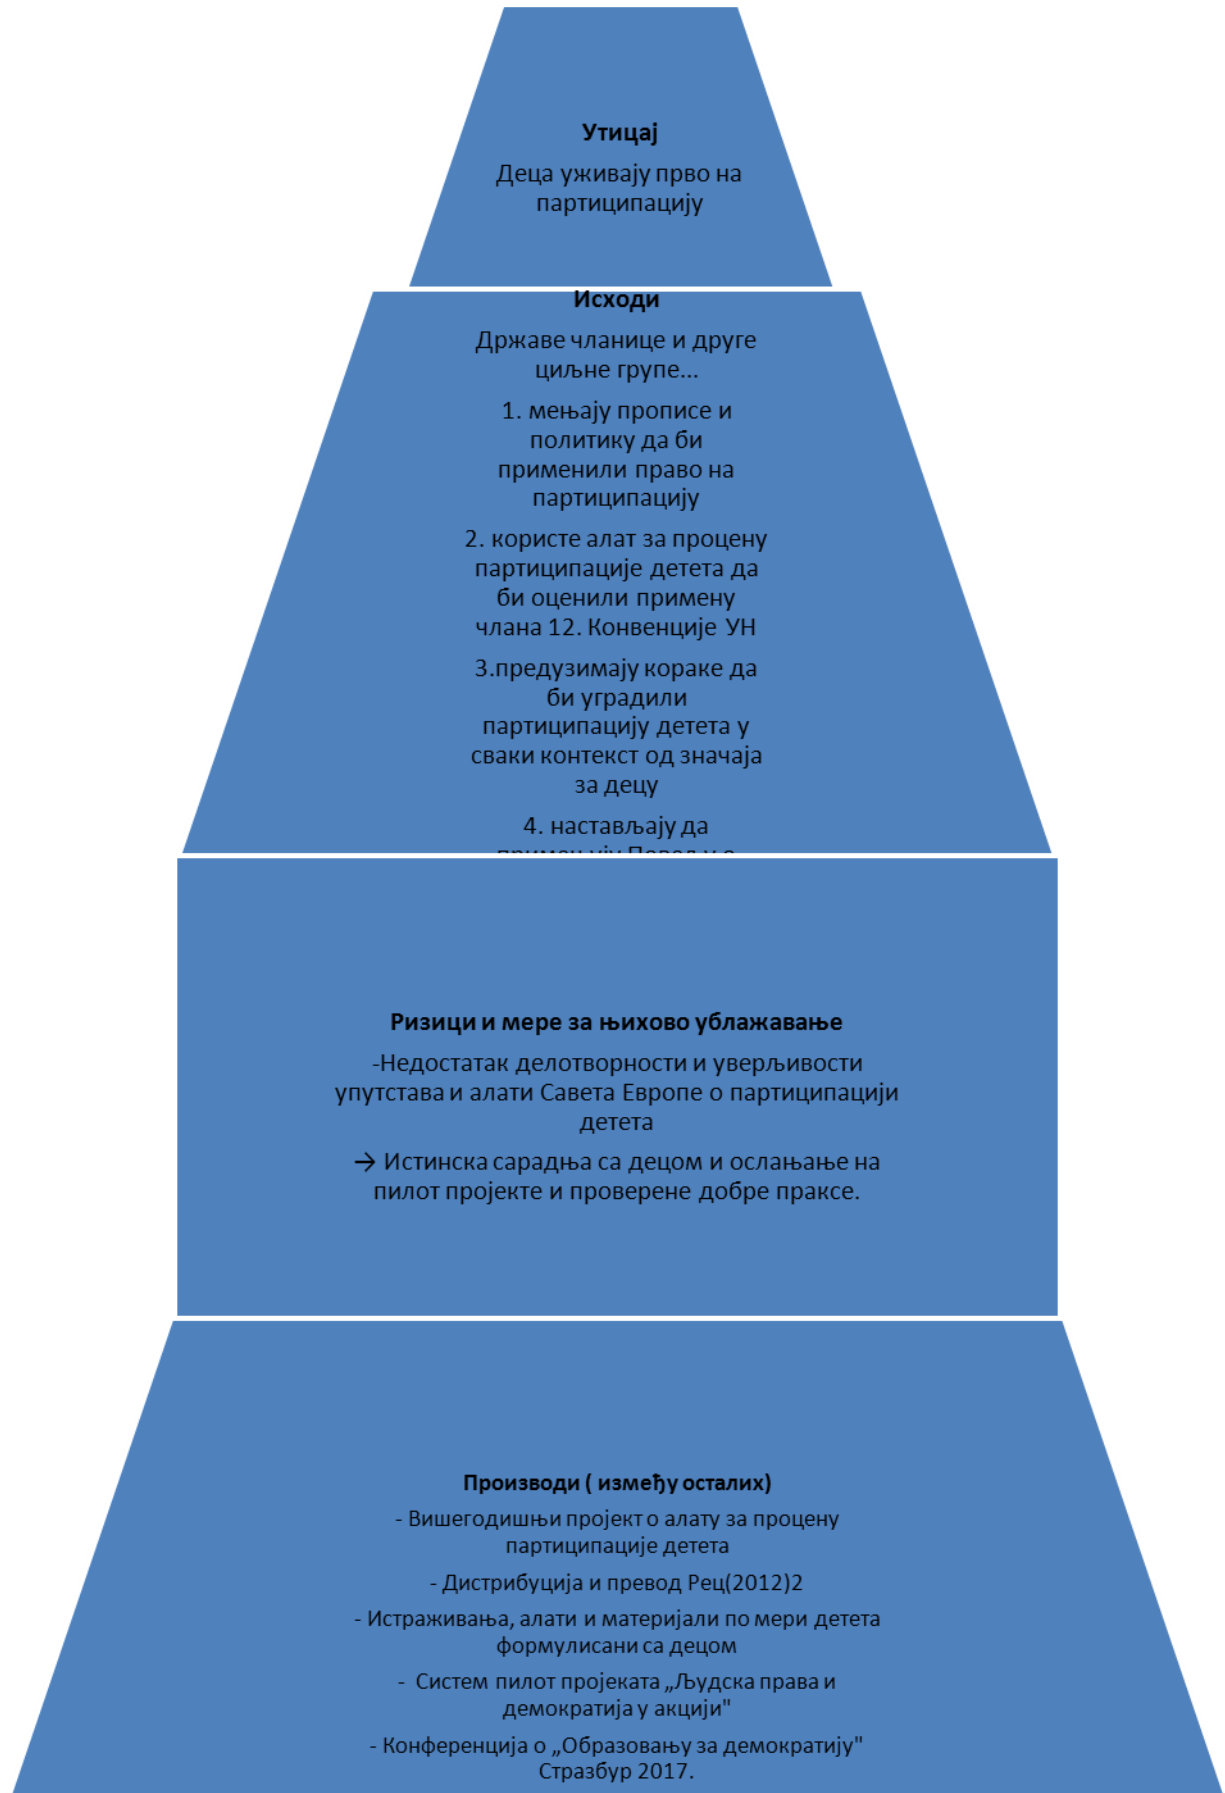 Утицај
Деца уживају прво на
партиципацију
Исходи
Државе чланице и друге
циљне групе...
1. мењају прописе и
политику да би
применили право на
партиципацију
2. користе алат за процену
партиципације детета да
би оценили примену
члана 12. Конвенције УН
3.предузимају кораке да
би уградили
партиципацију детета у
сваки контекст од значаја
за децу
4. настављају да
Ризици и мере за њихово ублажавање
-Недостатак делотворности и уверљивости
упутстава и алати Савета Европе о партиципацији
детета
→ Истинска сарадња са децом и ослањање на
пилот пројекте и проверене добре праксе.
Производи ( између осталих)
- Вишегодишњи пројект о алату за процену
партиципације детета
- Дистрибуција и превод Рец(2012)2
- Истраживања, алати и материјали по мери детета
формулисани са децом
- Систем пилот пројеката „Људска права и
демократија у акцији"
- Конференција о „Образовању за демократију"
Стразбур 2017.